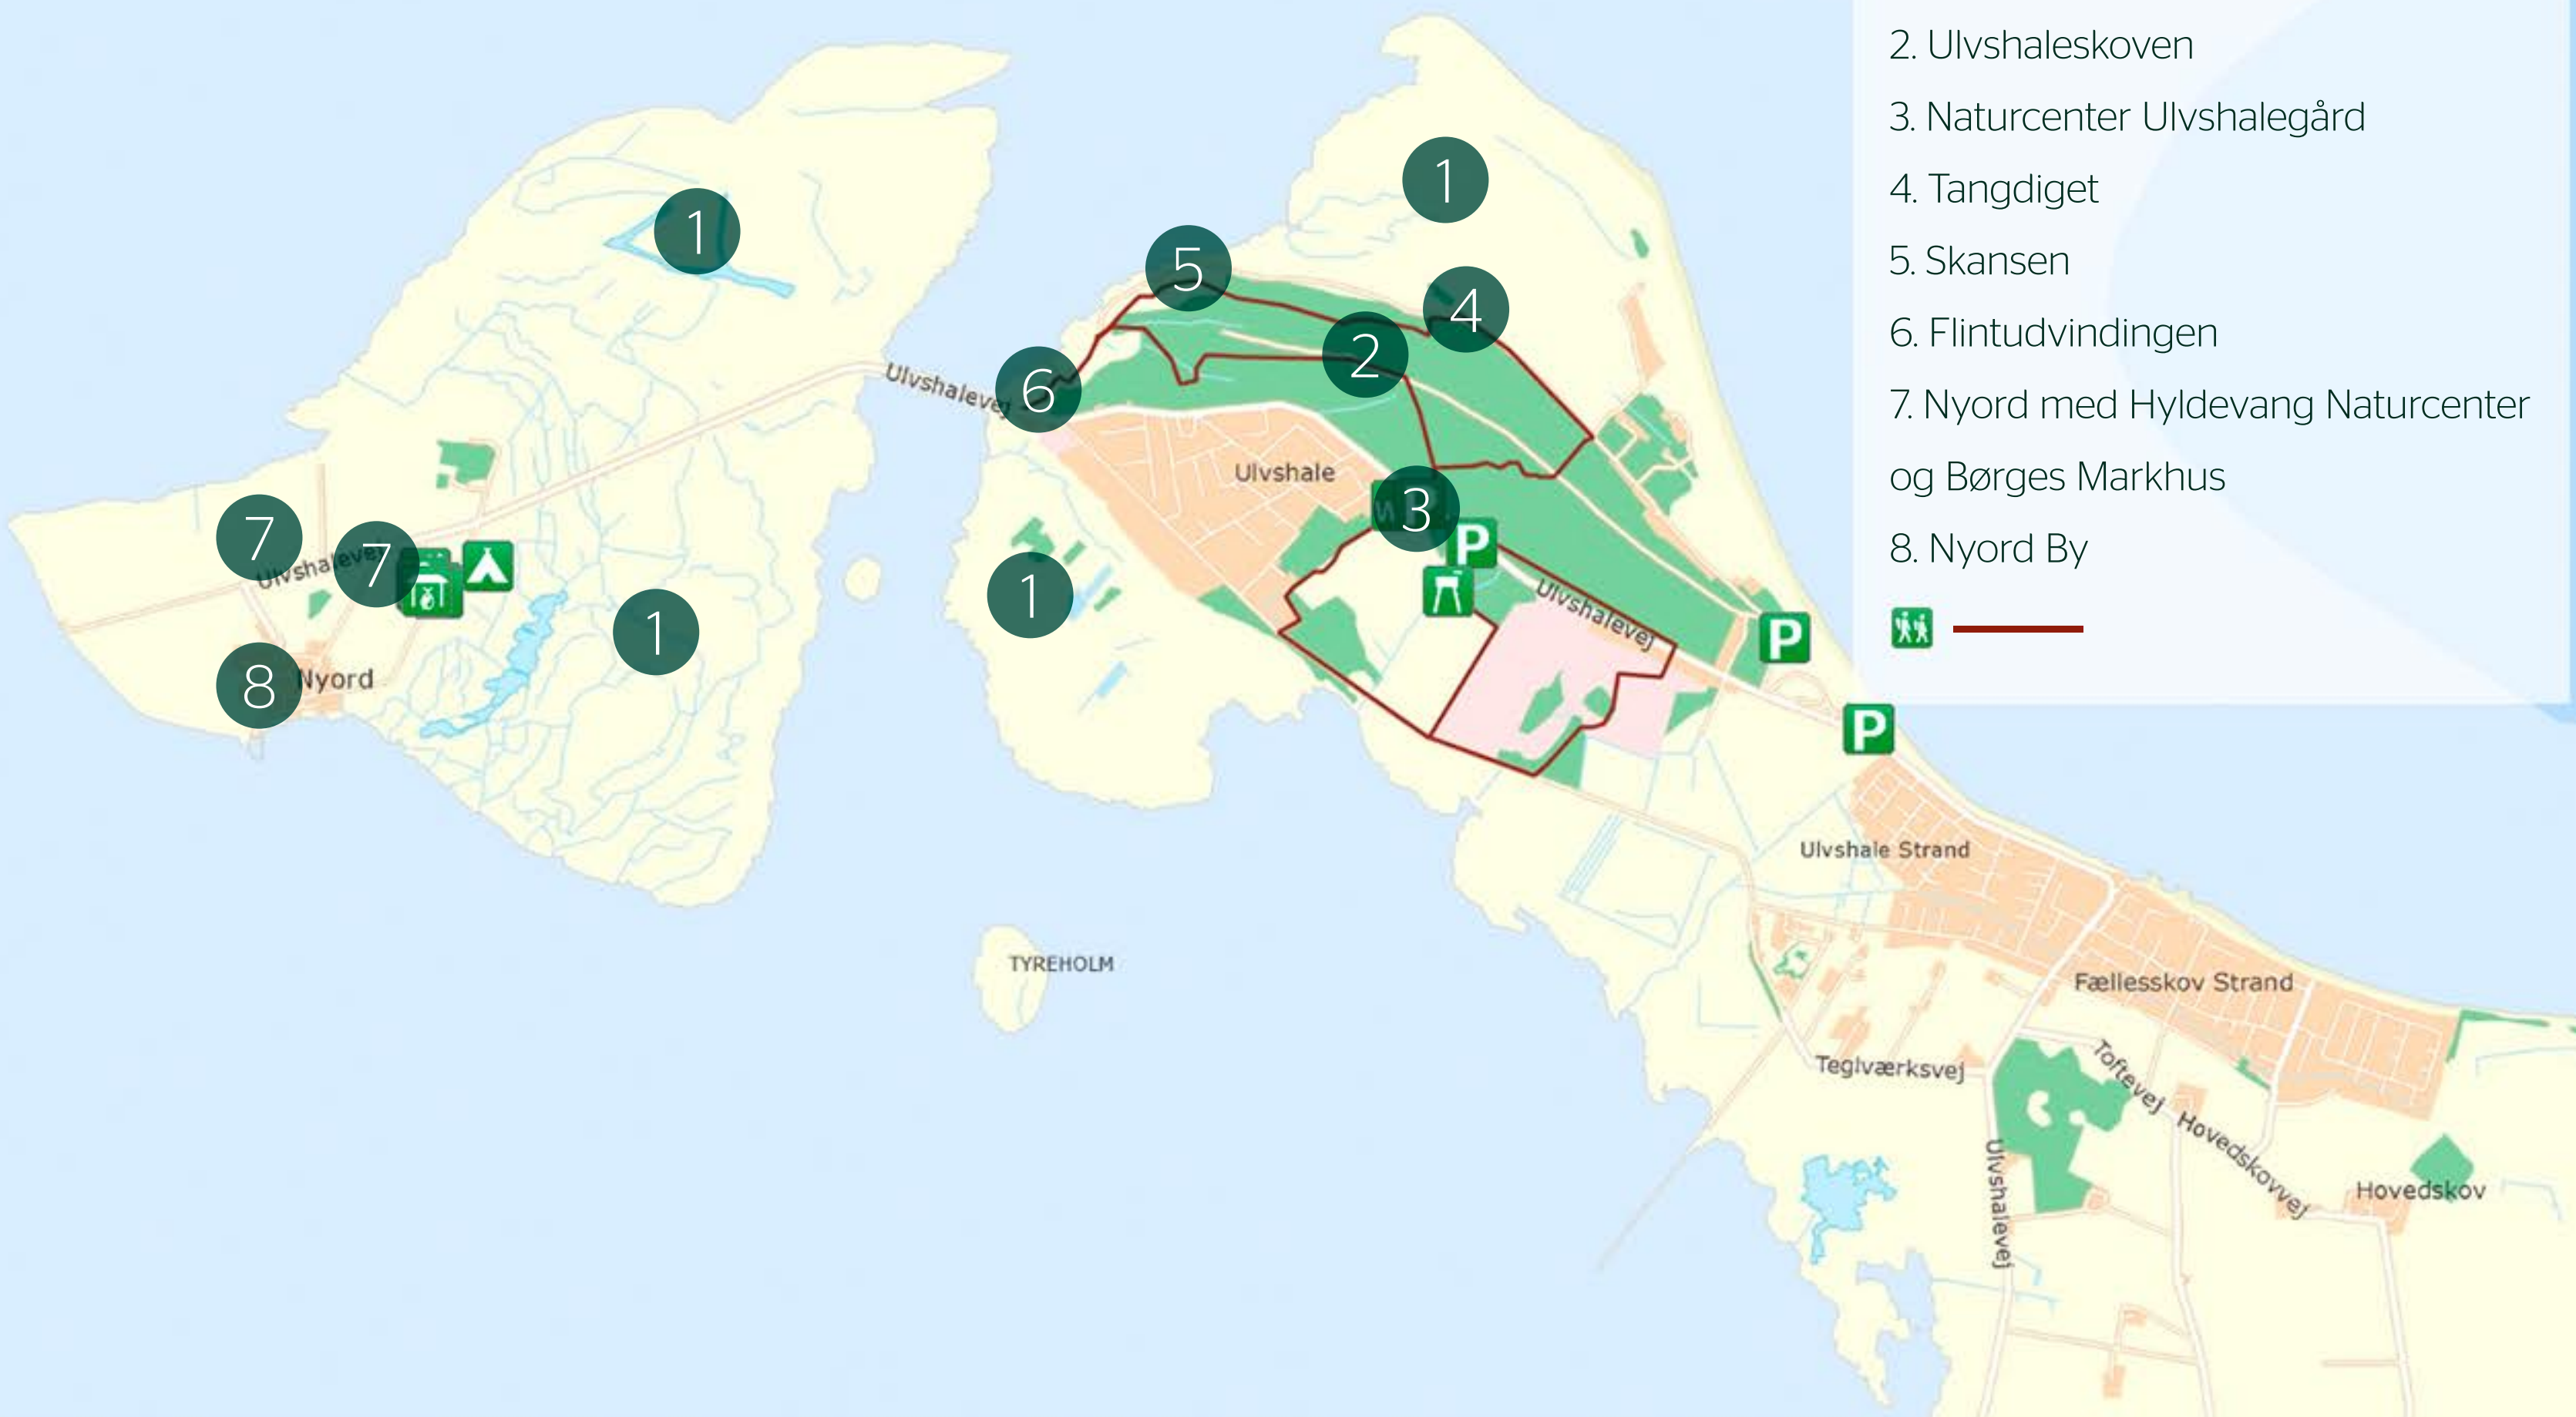 2. Ulvshaleskoven
3. Naturcenter Ulvshalegård
4. Tangdiget
5. Skansen
6. Flintudvindingen
7. Nyord med Hyldevang Naturcenter
og Børges Markhus
8. Nyord By
1
1
5
4
2
6
Ulvshalevej
Ulvshale
3
P
7
7
Ulvshalevej
1
1
Ulvshalevej
P
8
Nyord
P
Ulvshale Strand
TYREHOLM
Fællesskov Strand
Teglværksvej
Toftevej
Hovedskovvej
Ulvshalevej
Hovedskov